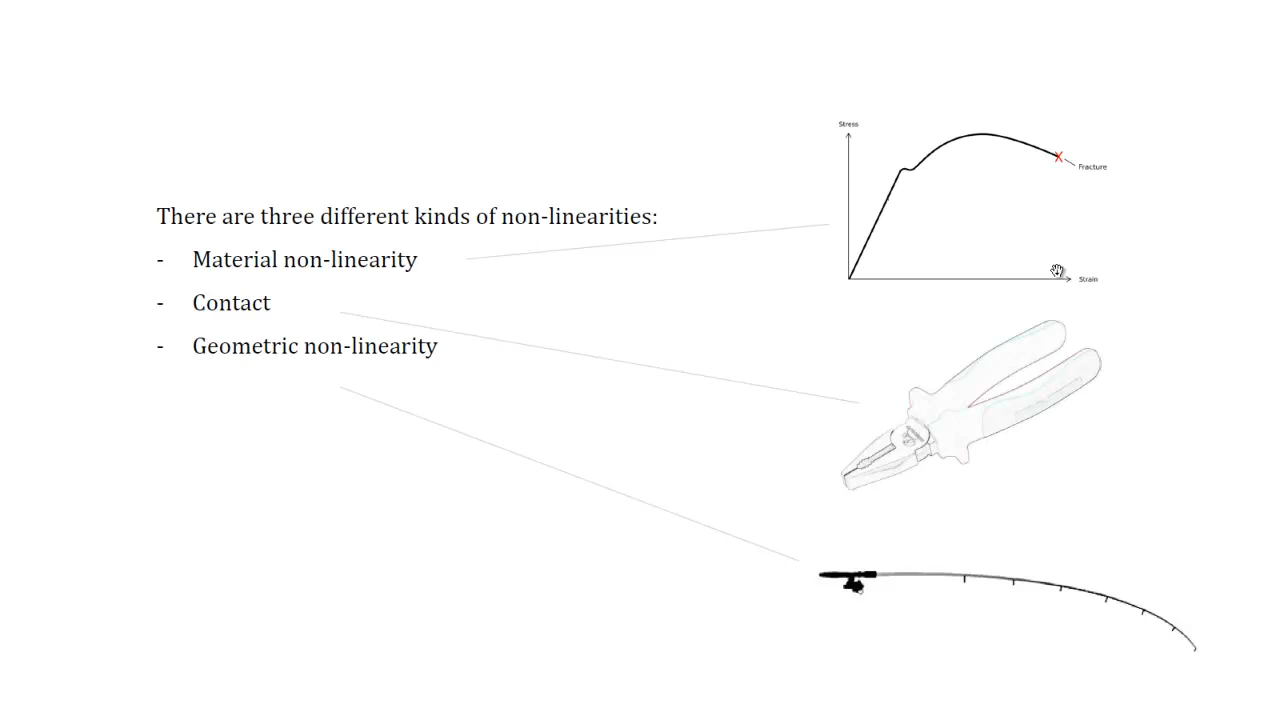 There are three different kinds of non-linearities:
- Material non-linearity
- Contact
- Geometric non-linearity
Stress
Fracture
Strain